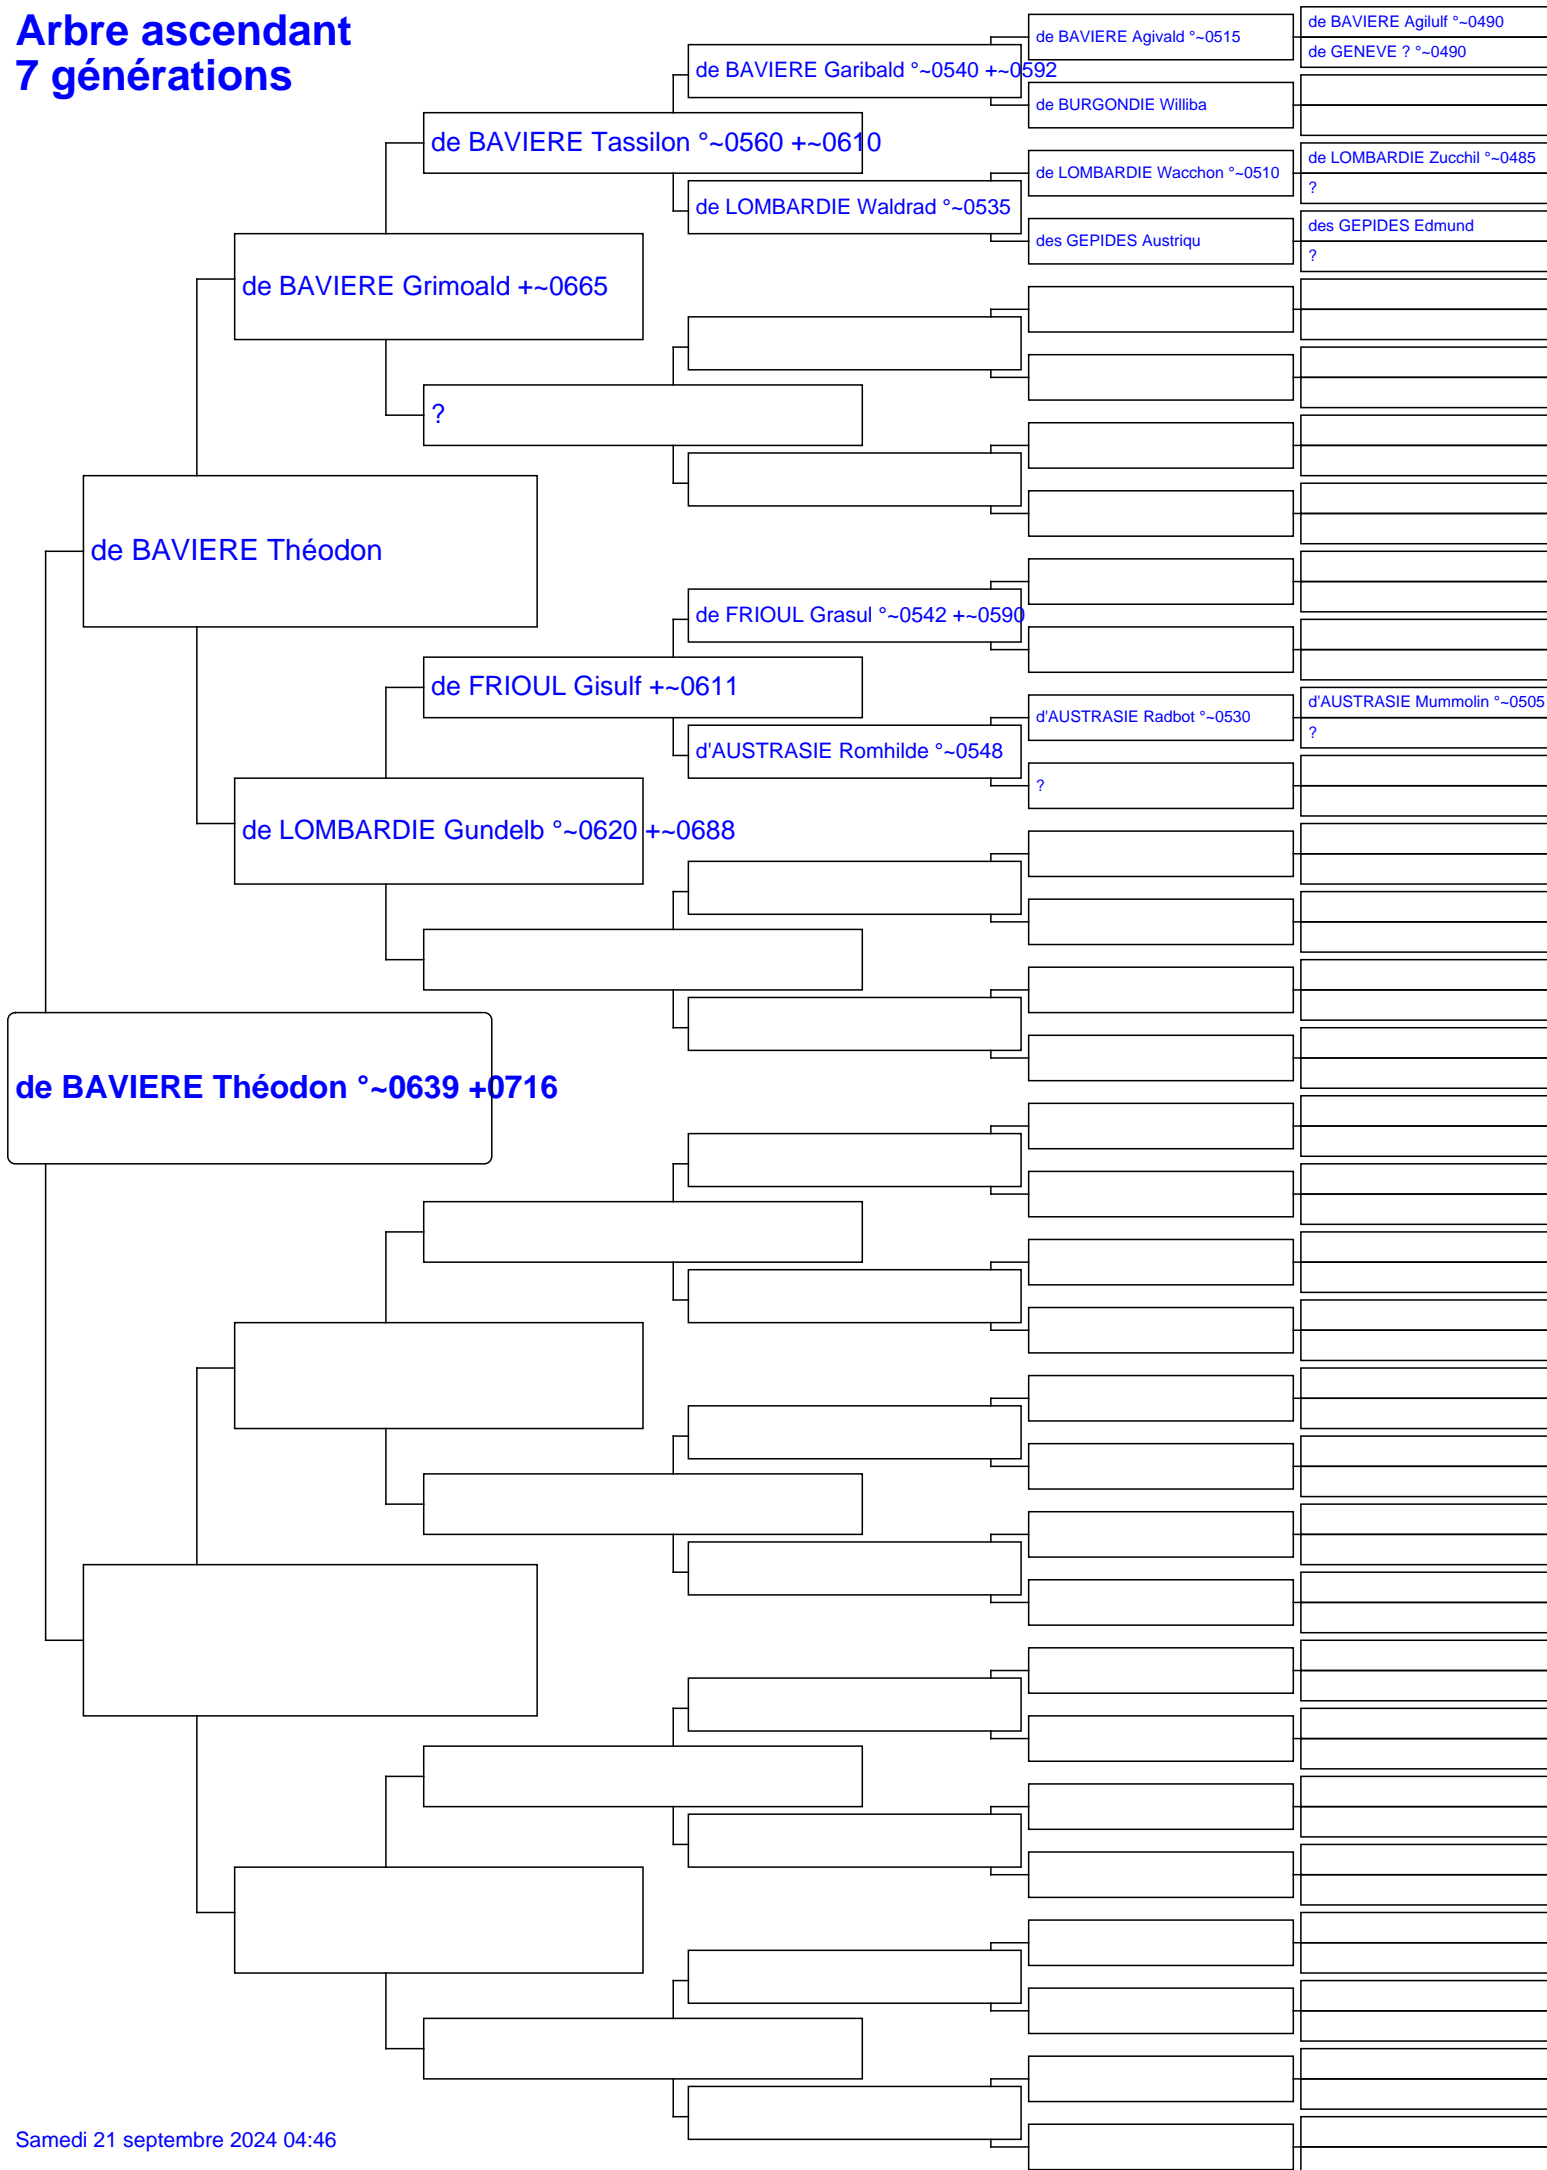 Arbre ascendant
7 générations
de BAVIERE Agilulf °~0490
de BAVIERE Agivald °~0515
de GENEVE ? °~0490
de BAVIERE Garibald °~0540 +~0592
de BURGONDIE Williba
de BAVIERE Tassilon °~0560 +~0610
de LOMBARDIE Zucchil °~0485
de LOMBARDIE Wacchon °~0510
?
de LOMBARDIE Waldrad °~0535
des GEPIDES Edmund
des GEPIDES Austriqu
?
de BAVIERE Grimoald +~0665
?
de BAVIERE Théodon
de FRIOUL Grasul °~0542 +~0590
de FRIOUL Gisulf +~0611
d'AUSTRASIE Mummolin °~0505
d'AUSTRASIE Radbot °~0530
?
d'AUSTRASIE Romhilde °~0548
?
de LOMBARDIE Gundelb °~0620 +~0688
de BAVIERE Théodon °~0639 +0716
Samedi 21 septembre 2024 04:46